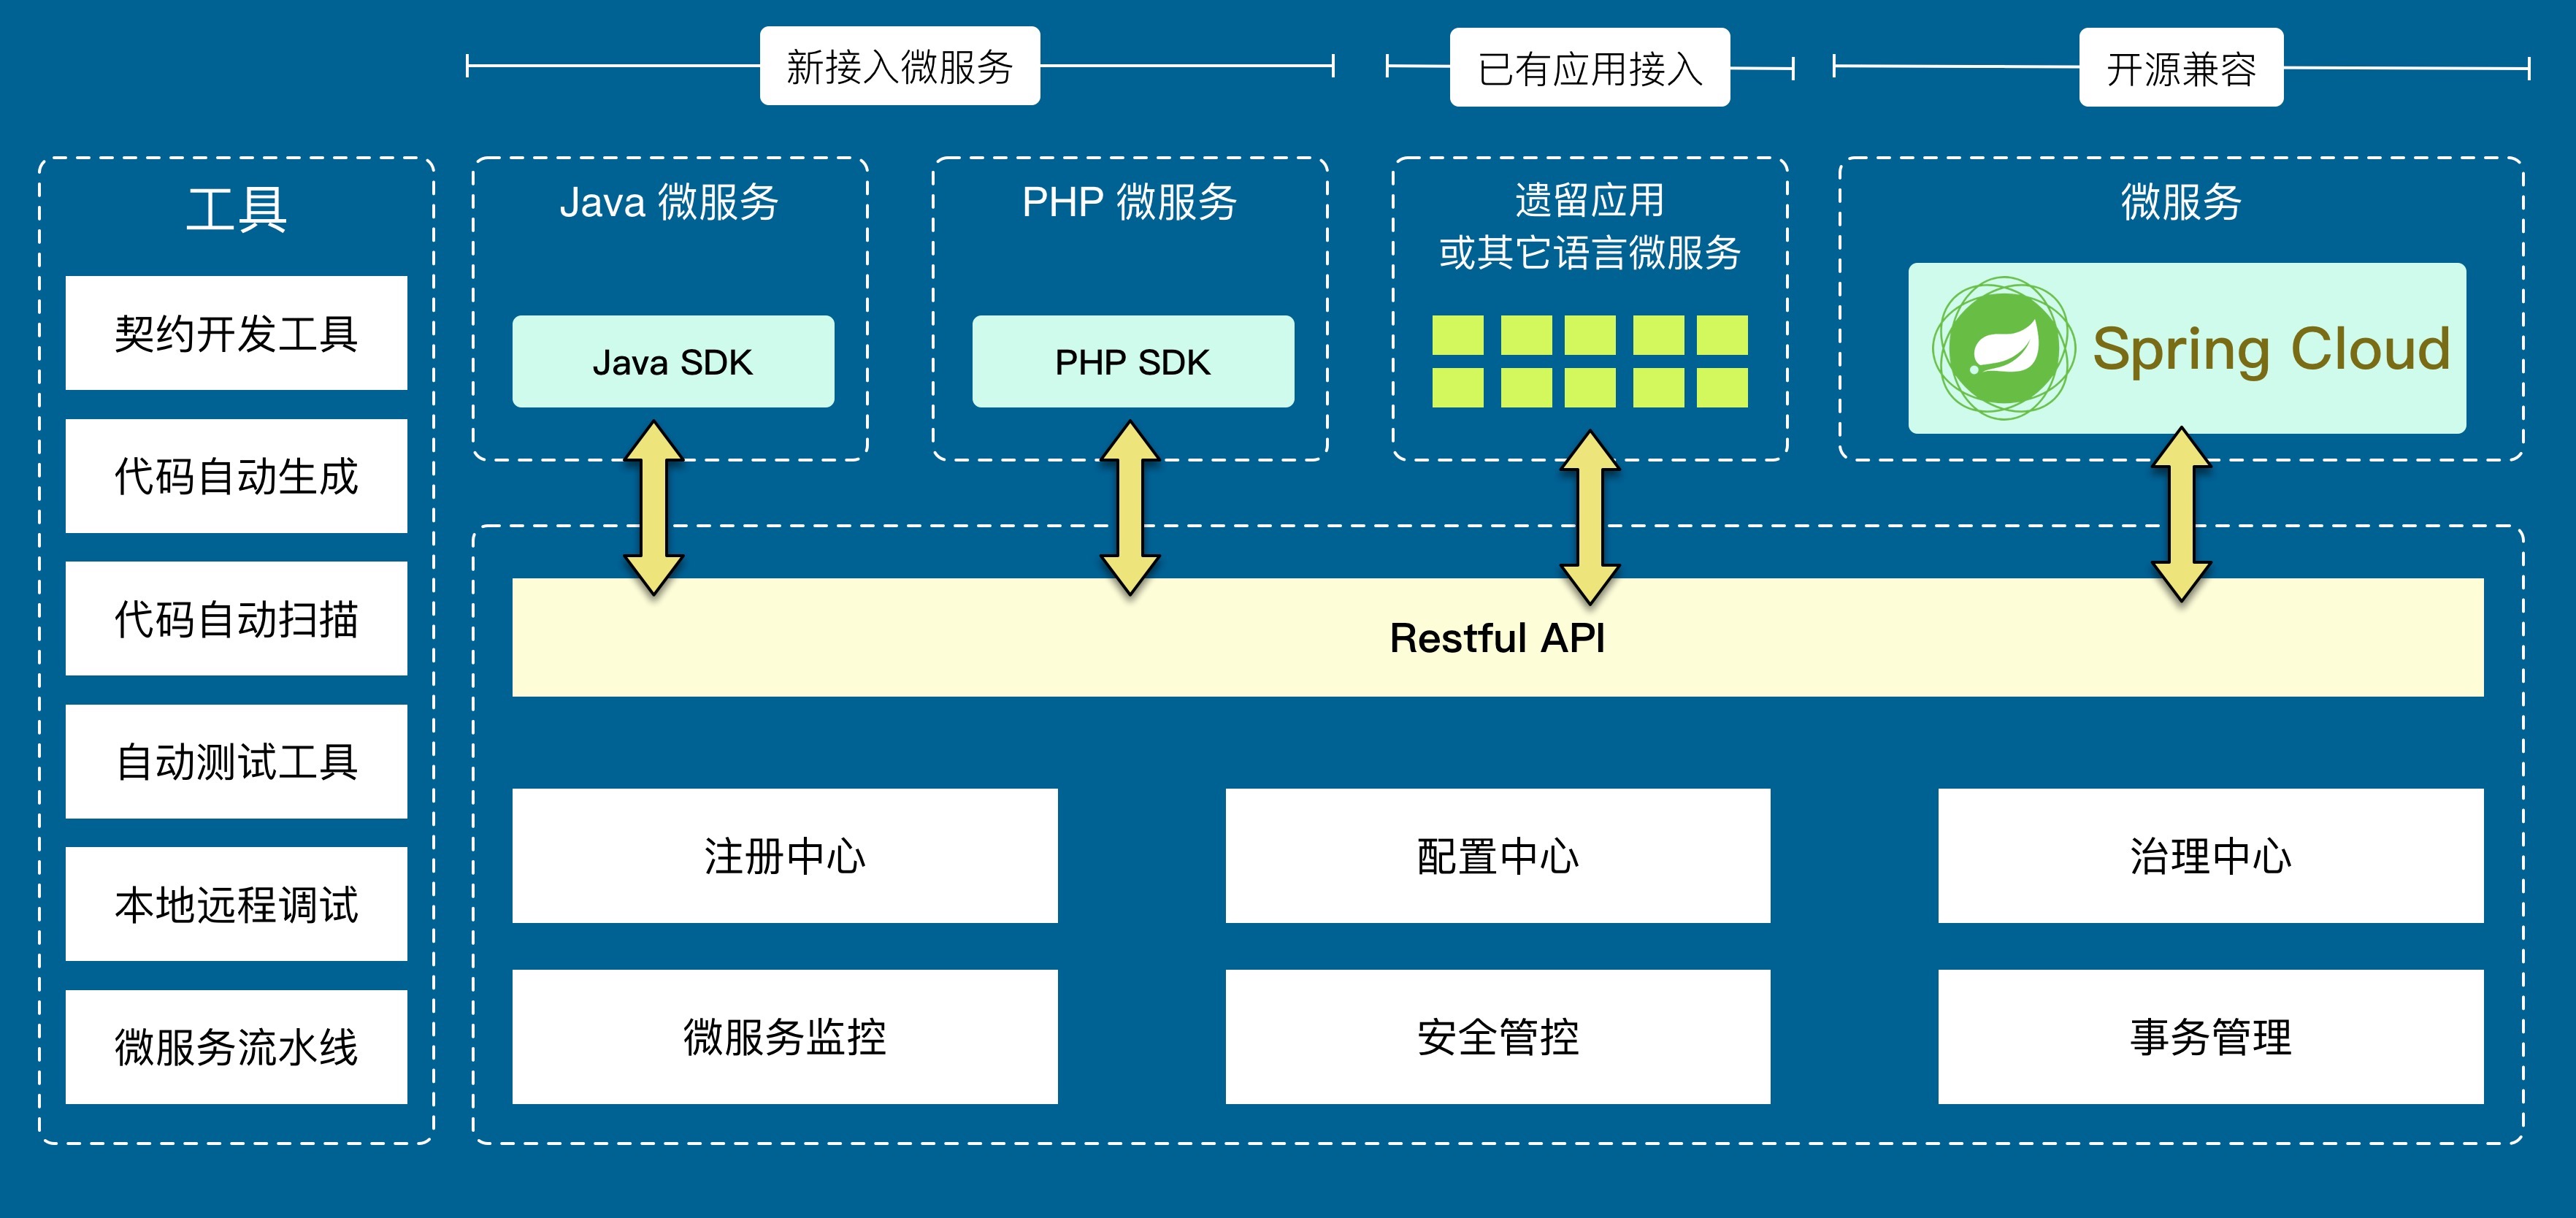 新接入微服务
已有应用接入
开源兼容
工具
契约开发工具
代码自动生成
代码自动扫描
自动测试工具
本地远程调试
微服务流水线
Java 微服务
Java SDK
PHP 微服务
PHP SDK
遗留应用
或其它语言微服务
微服务
Spring Cloud
Restful API
注册中心
配置中心
治理中心
微服务监控
安全管控
事务管理